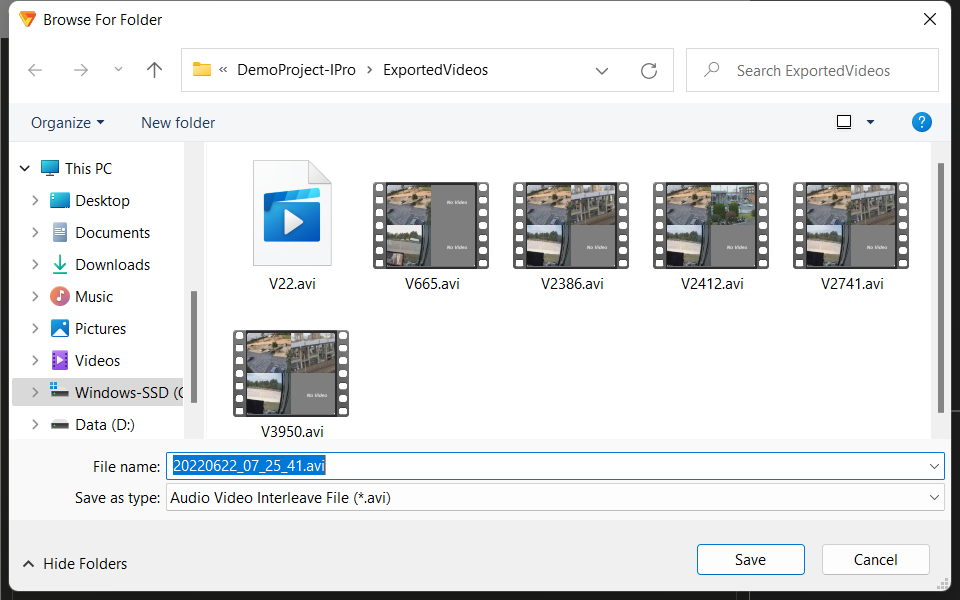 Browse For Folder
« DemoProject-IPro › ExportedVideos
Search ExportedVideos
Organize
New folder
?
This PC
Desktop
Documents
Downloads
Music
Pictures
Videos
Windows-SSD (C
Data (D:)
No Video
No Video
No Video
No Video
No Video
V22.avi
V665.avi
V2386.avi
V2412.avi
V2741.avi
No Video
V3950.avi
File name: 20220622_07_25_41.avi
Save as type: Audio Video Interleave File (*.avi)
Hide Folders
Save
Cancel